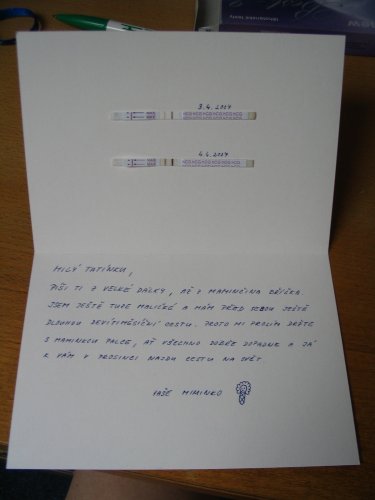 3.4.2007
4.4.2007
MILÝ TATÍNKU,
PÍŠI TI Z VELKÉ DÁLKY, AŽ Z MAMINČINA BŘÍŠKA.
JSEM JEŠTĚ TUZE MALIČKÉ A MÁM PŘED SEBOU JEŠTĚ
DLOUHOU DEVÍTIMĚSÍČNÍ CESTU. PROTO MI PROSÍM DRŽTE
S MAMINKOU PALCE, AŤ VŠECHNO DOBŘE DOPADNE A JÁ
K VÁM V PROSINCI NAJDU CESTU NA SVĚT.
VAŠE MIMINKO